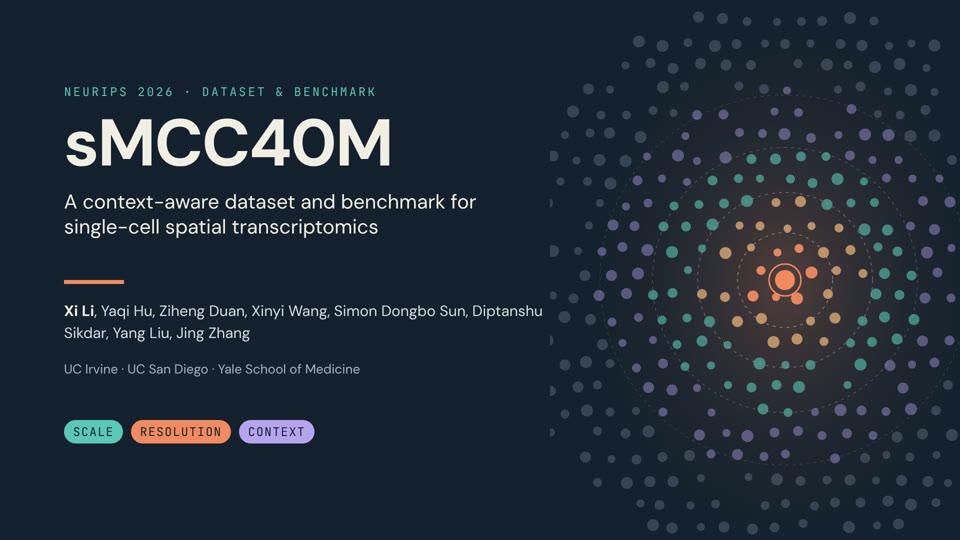 NEURIPS 2026 · DATASET & BENCHMARK
sMCC40M
A context-aware dataset and benchmark for
single-cell spatial transcriptomics
Xi Li, Yaqi Hu, Ziheng Duan, Xinyi Wang, Simon Dongbo Sun, Diptanshu
Sikdar, Yang Liu, Jing Zhang
UC Irvine · UC San Diego · Yale School of Medicine
SCALE RESOLUTION CONTEXT